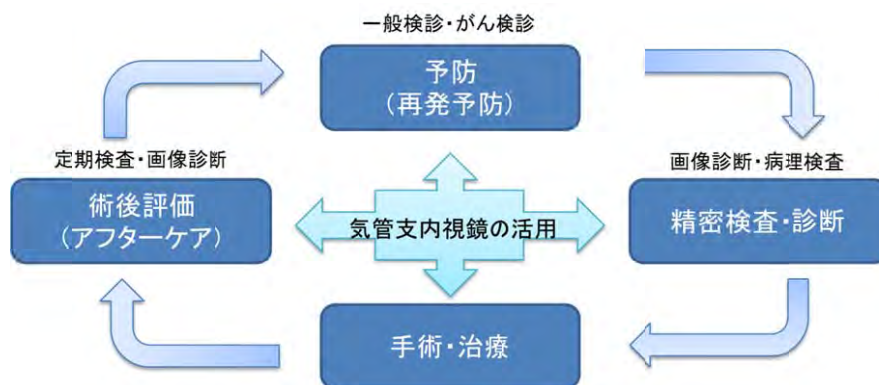 一般検診・がん検診
予防
(再発予防)
定期検査・画像診断
術後評価
(アフターケア)
画像診断・病理検査
精密検査・診断
気管支内視鏡の活用
手術・治療